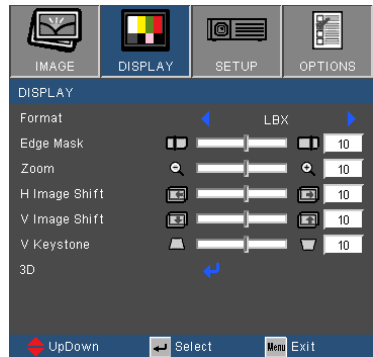 IMAGE DISPLAY SETUP OPTIONS
DISPLAY
Format LBX
Edge Mask 10
Zoom 10
H Image Shift 10
V Image Shift 10
V Keystone 10
3D
UpDown Select Menu Exit